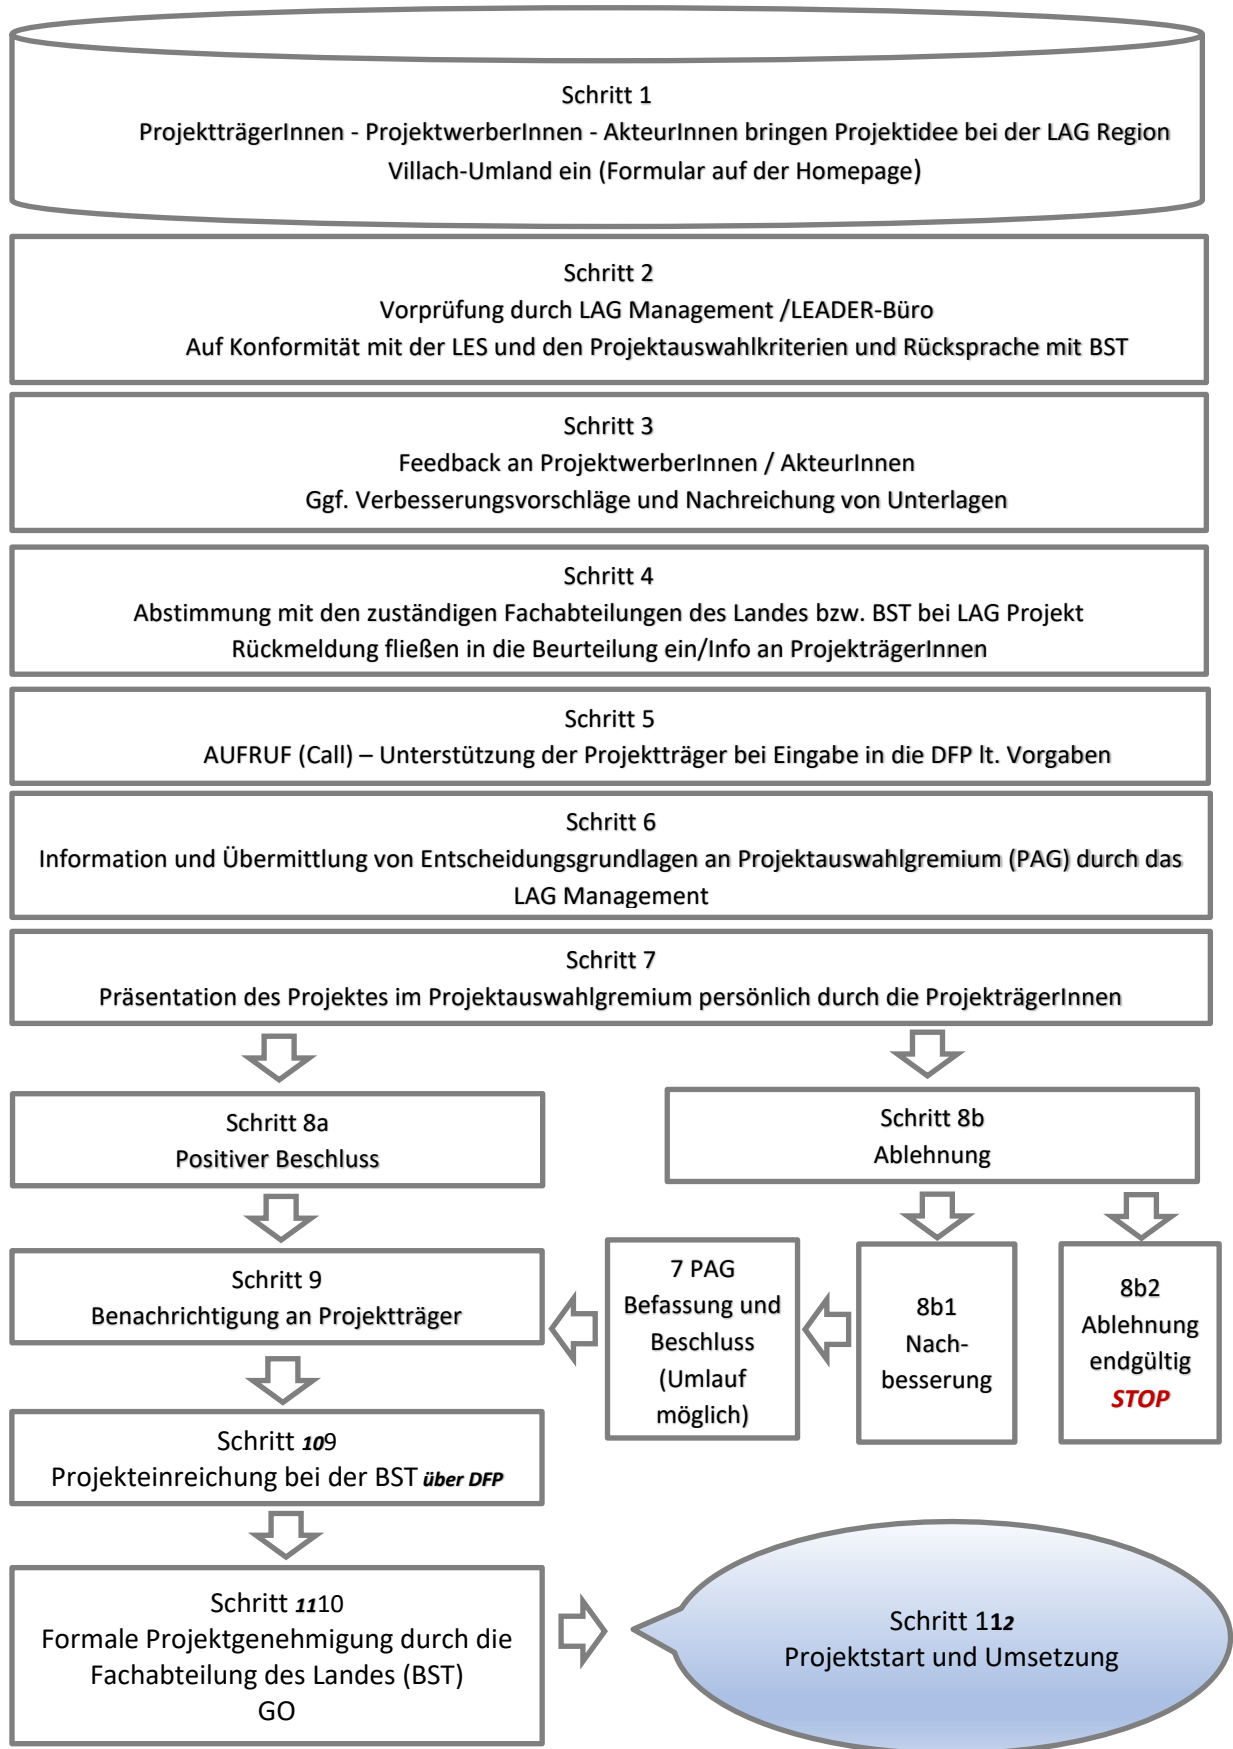 Schritt 1
ProjektträgerInnen - ProjektwerberInnen - AkteurInnen bringen Projektidee bei der LAG Region
Villach-Umland ein (Formular auf der Homepage)
Schritt 2
Vorprüfung durch LAG Management /LEADER-Büro
Auf Konformität mit der LES und den Projektauswahlkriterien und Rücksprache mit BST
Schritt 3
Feedback an ProjektwerberInnen / AkteurInnen
Ggf. Verbesserungsvorschläge und Nachreichung von Unterlagen
Schritt 4
Abstimmung mit den zuständigen Fachabteilungen des Landes bzw. BST bei LAG Projekt
Rückmeldung fließen in die Beurteilung ein/Info an ProjekträgerInnen
Schritt 5
AUFRUF (Call) – Unterstützung der Projektträger bei Eingabe in die DFP lt. Vorgaben
Schritt 6
Information und Übermittlung von Entscheidungsgrundlagen an Projektauswahlgremium (PAG) durch das
LAG Management
Schritt 7
Präsentation des Projektes im Projektauswahlgremium persönlich durch die ProjekträgerInnen
Schritt 8a
Positiver Beschluss
Schritt 8b
Ablehnung
Schritt 9
Benachrichtigung an Projektträger
7 PAG
Befassung und
Beschluss
(Umlauf
möglich)
8b1
Nach-
besserung
8b2
Ablehnung
endgültig
STOP
Schritt 109
Projekteinreichung bei der BST über DFP
Schritt 1110
Formale Projektgenehmigung durch die
Fachabteilung des Landes (BST)
GO
Schritt 112
Projektstart und Umsetzung